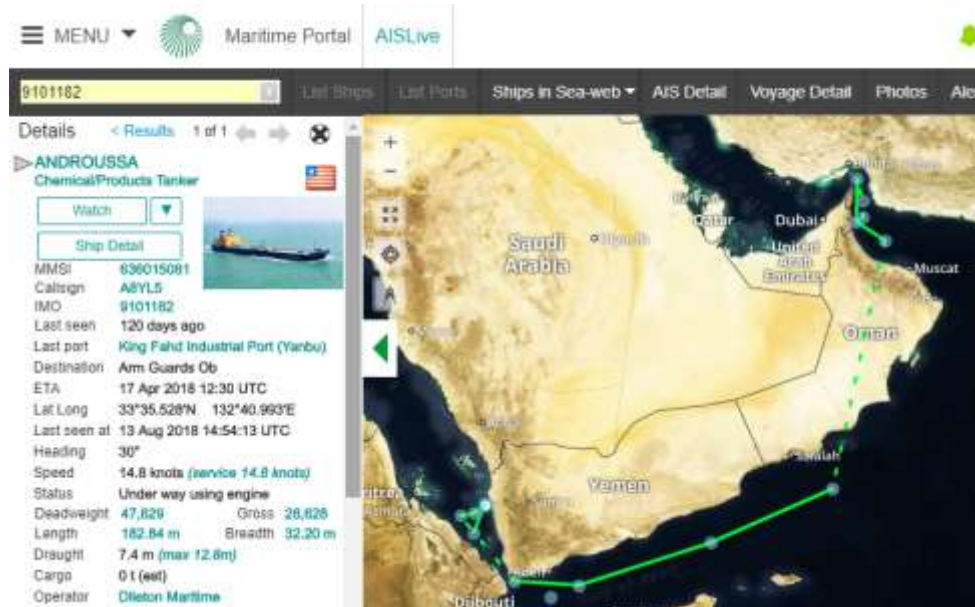 MENU Maritime Portal AISLive
9101182 List Ships List Ports Ships in Sea-web AIS Detail Voyage Detail Photos Ale
Details < Results 1 of 1
ANDROUSSA
Chemical/Products Tanker
Watch
Ship Detail
MMSI 636015081
Callsign A8YL5
IMO 9101182
Last seen 120 days ago
Last port King Fahd Industrial Port (Yanbu)
Destination Arm Guards Ob
ETA 17 Apr 2018 12:30 UTC
Lat Long 33°35.528'N 132°40.993'E
Last seen at 13 Aug 2018 14:54:13 UTC
Heading 30°
Speed 14.8 knots (service 14.8 knots)
Status Under way using engine
Deadweight 47,629 Gross 28,628
Length 182.84 m Breadth 32.20 m
Draught 7.4 m (max 12.8m)
Cargo 0 t (est)
Operator Dileton Maritime
Qatar
Dubai
Saudi Arabia
United Arab Emirates
Muscat
Oman
Yemen
Djibouti